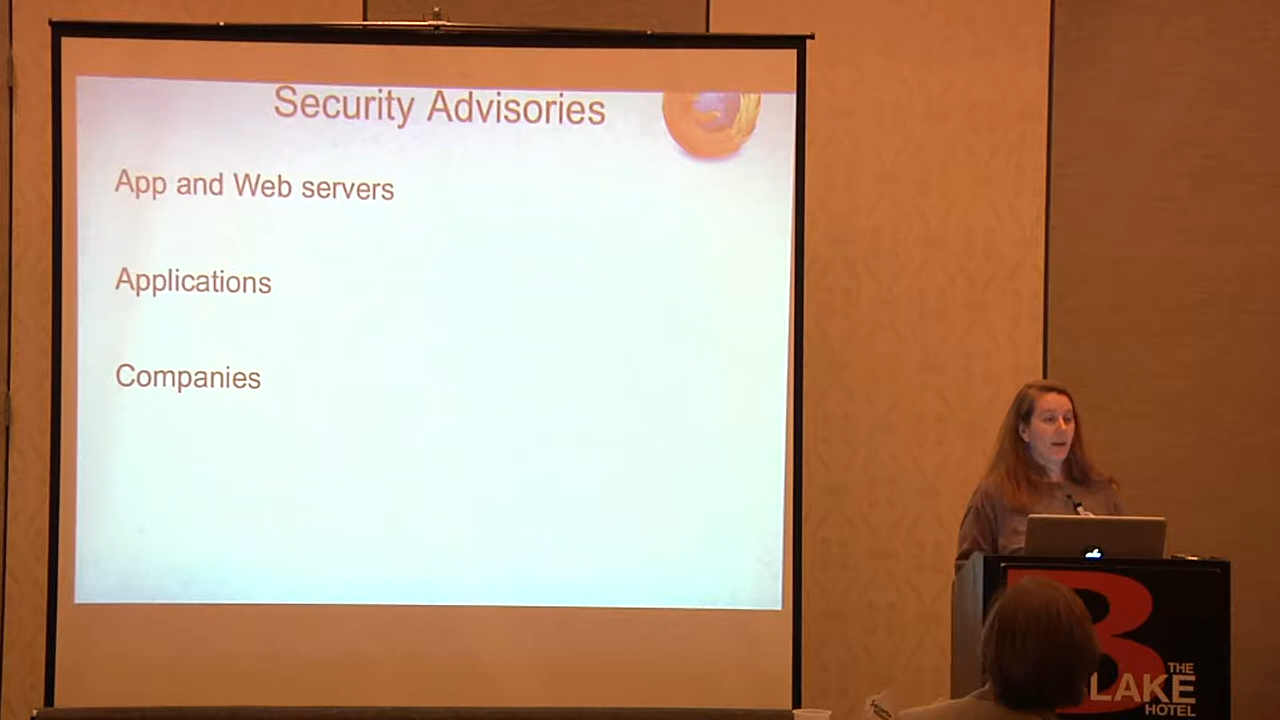 Security Advisories
App and Web servers
Applications
Companies
B
THE
LAKE
HOTEL